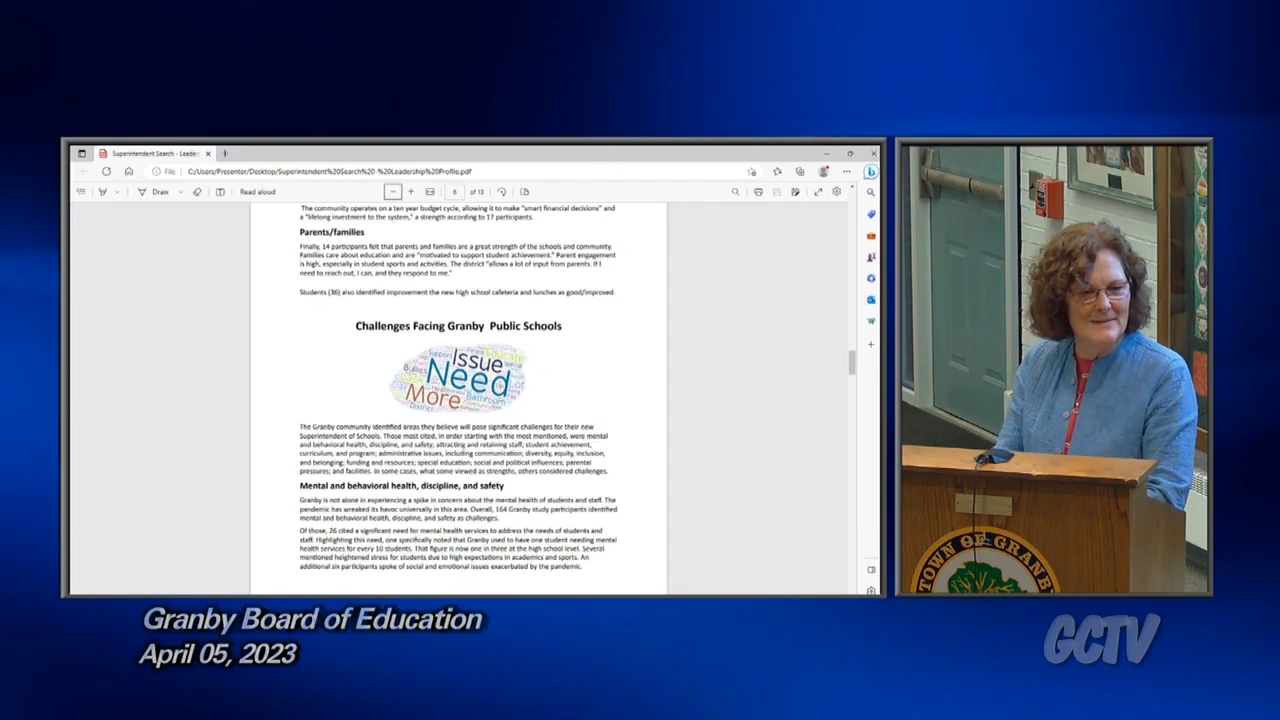 Superintendent Search - Leade
File
C:/Users/Presenter/Desktop/Superintendent%20Search%20-%20Leadership%20Profile.pdf
Draw
Read aloud
6
of 13
The community operates on a ten year budget cycle, allowing it to make "smart financial decisions" and
a "lifelong investment to the system," a strength according to 17 participants.
Parents/families
Finally, 14 participants felt that parents and families are a great strength of the schools and community.
Families care about education and are "motivated to support student achievement." Parent engagement
is high, especially in student sports and activities. The district "allows a lot of input from parents. If I
need to reach out, I can, and they respond to me."
Students (36) also identified improvement the new high school cafeteria and lunches as good/improved.
Challenges Facing Granby Public Schools
Support
Educate
Issue
Need
Lot
More
Bathroom
District
The Granby community identified areas they believe will pose significant challenges for their new
Superintendent of Schools. Those most cited, in order starting with the most mentioned, were mental
and behavioral health, discipline, and safety; attracting and retaining staff; student achievement,
curriculum, and program; administrative issues, including communication; diversity, equity, inclusion,
and belonging; funding and resources; special education; social and political influences; parental
pressures; and facilities. In some cases, what some viewed as strengths, others considered challenges.
Mental and behavioral health, discipline, and safety
Granby is not alone in experiencing a spike in concern about the mental health of students and staff. The
pandemic has wreaked its havoc universally in this area. Overall, 164 Granby study participants identified
mental and behavioral health, discipline, and safety as challenges.
Of those, 26 cited a significant need for mental health services to address the needs of students and
staff. Highlighting this need, one specifically noted that Granby used to have one student needing mental
health services for every 10 students. That figure is now one in three at the high school level. Several
mentioned heightened stress for students due to high expectations in academics and sports. An
additional six participants spoke of social and emotional issues exacerbated by the pandemic.
TOWN OF GRANBY
Granby Board of Education
April 05, 2023
GCTV